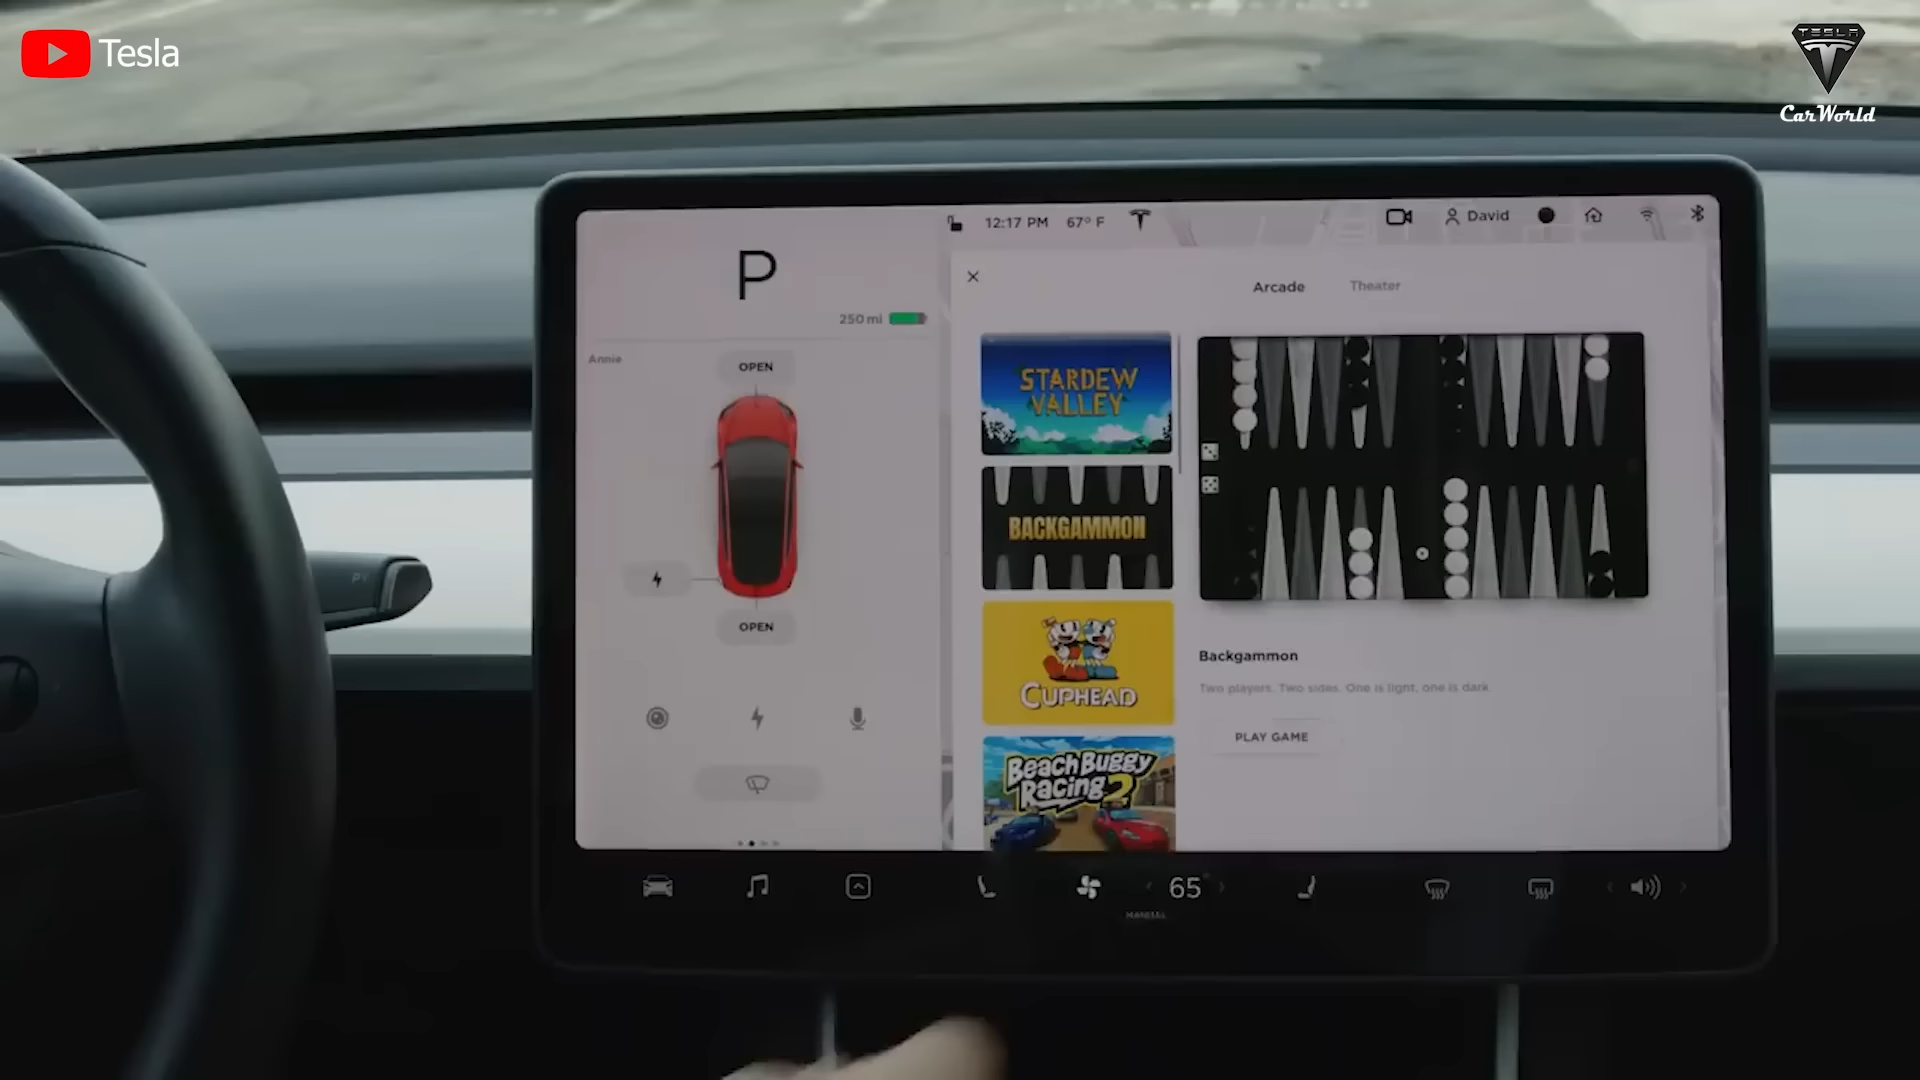 Tesla
TESLA
Car World
12:17 PM 67° F
David
P
250 mi
Annie
OPEN
OPEN
Arcade Theater
STARDEW
VALLEY
BACKGAMMON
CUPHEAD
Beach Buggy
Racing 2
Backgammon
Two players. Two sides. One is light, one is dark.
PLAY GAME
65